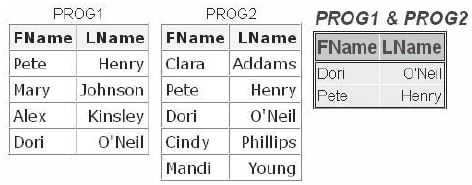 PROG1
FName LName
Pete Henry
Mary Johnson
Alex Kinsley
Dori O'Neil
PROG2
FName LName
Clara Addams
Pete Henry
Dori O'Neil
Cindy Phillips
Mandi Young
PROG1 & PROG2
FName LName
Dori O'Neil
Pete Henry